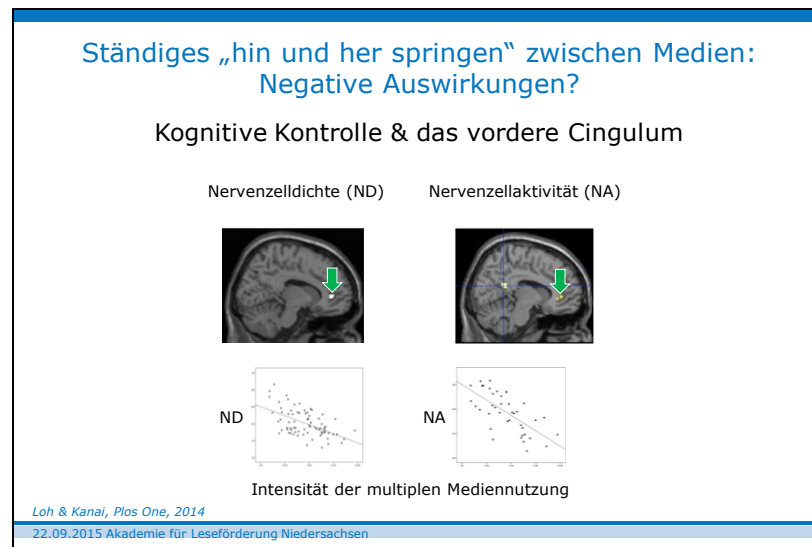 Ständiges „hin und her springen“ zwischen Medien:
Negative Auswirkungen?
Kognitive Kontrolle & das vordere Cingulum
Nervenzelldichte (ND)
Nervenzellaktivität (NA)
ND
NA
Intensität der multiplen Mediennutzung
Loh & Kanai, Plos One, 2014
22.09.2015 Akademie für Leseförderung Niedersachsen